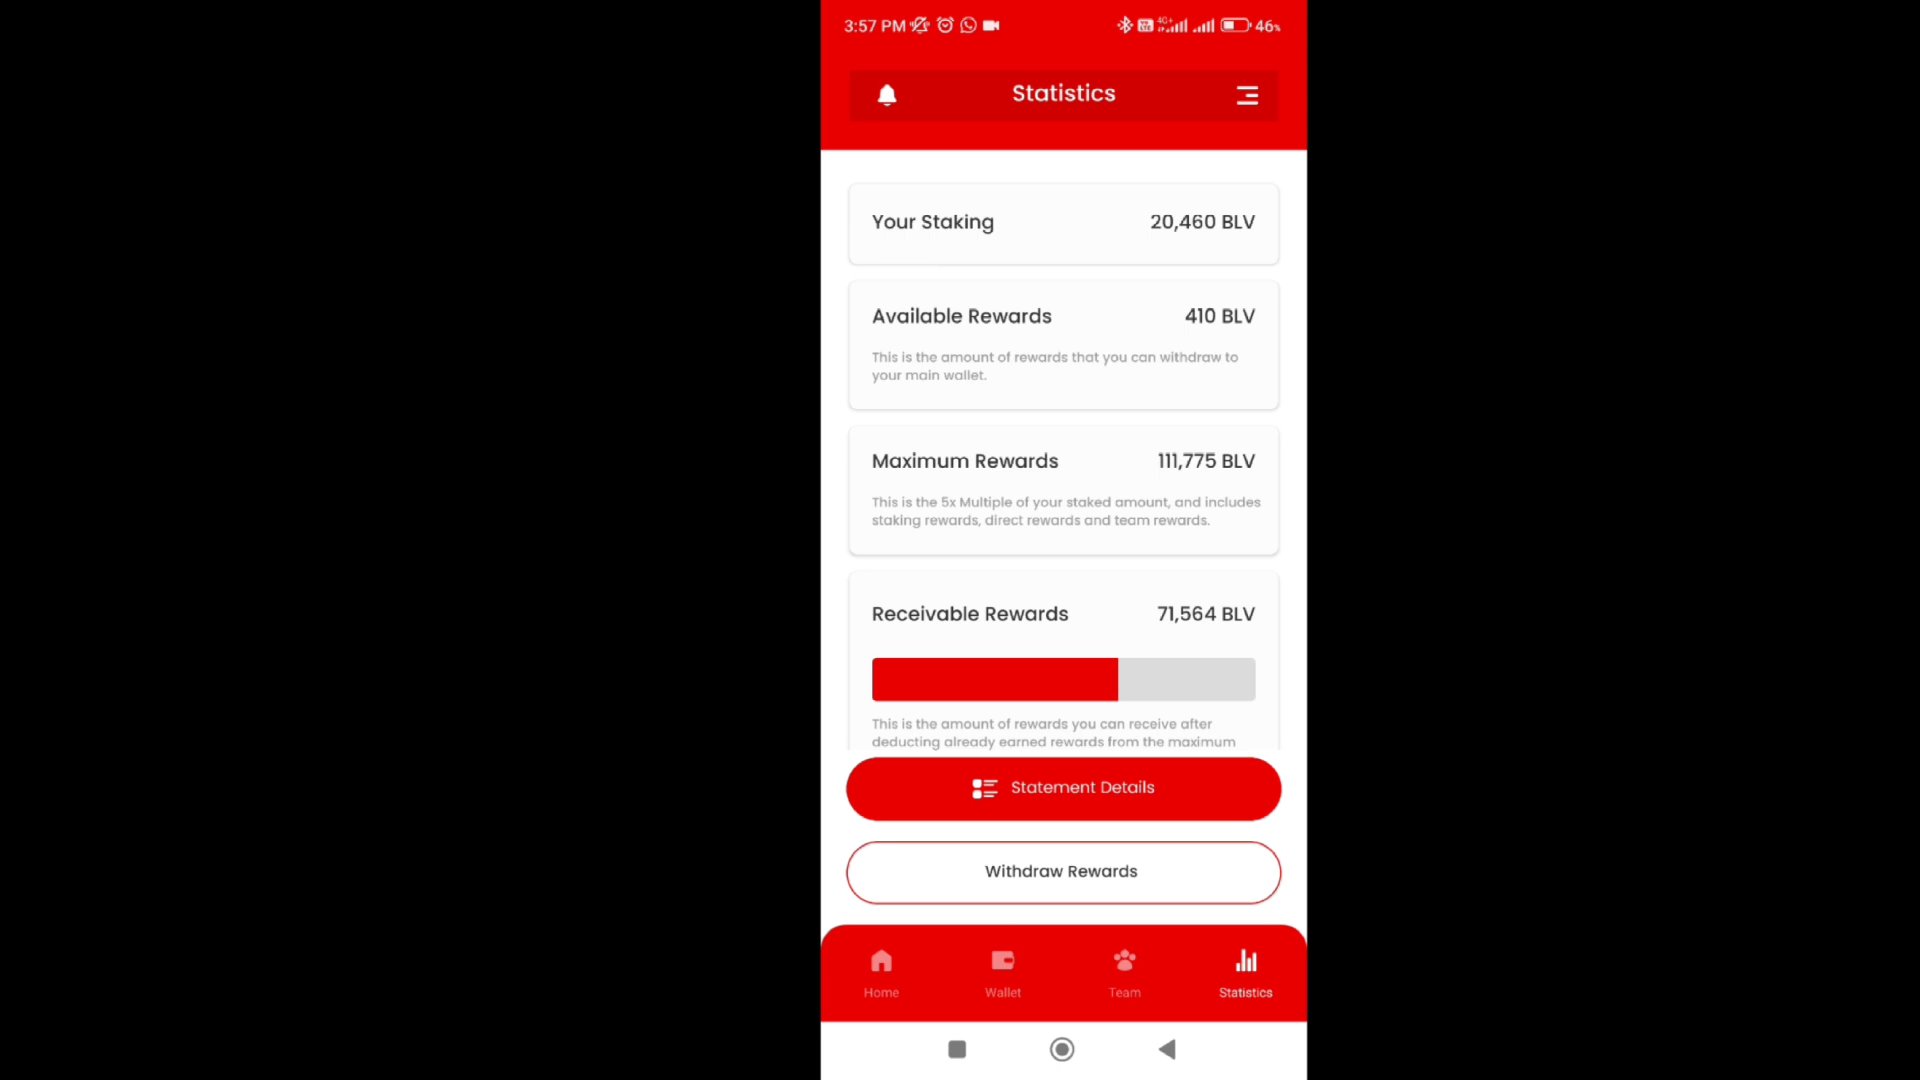 3:57 PM
4G+
46%
Statistics
Your Staking
20,460 BLV
Available Rewards
410 BLV
This is the amount of rewards that you can withdraw to
your main wallet.
Maximum Rewards
111,775 BLV
This is the 5x Multiple of your staked amount, and includes
staking rewards, direct rewards and team rewards.
Receivable Rewards
71,564 BLV
This is the amount of rewards you can receive after
deducting already earned rewards from the maximum
Statement Details
Withdraw Rewards
Home
Wallet
Team
Statistics